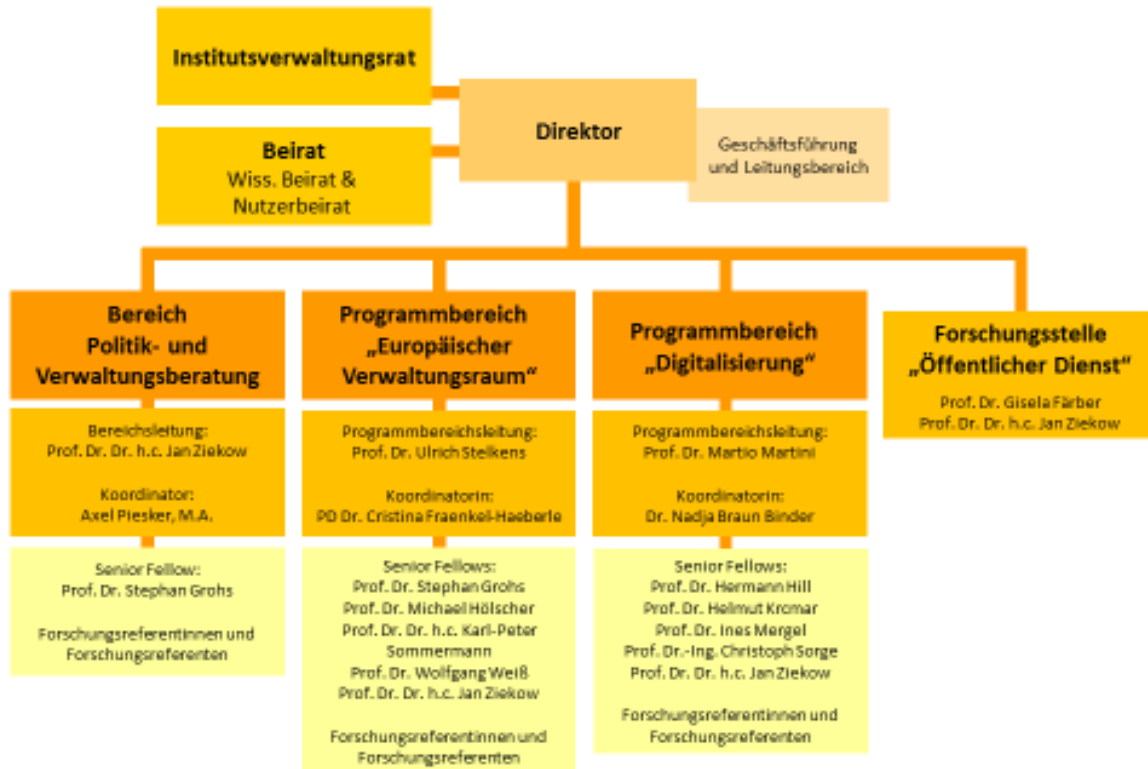 Institutsverwaltungsrat
Direktor
Geschäftsführung
und Leitungsbereich
Beirat
Wiss. Beirat &
Nutzerbeirat
Bereich
Politik- und
Verwaltungsberatung
Bereichsleitung:
Prof. Dr. Dr. h.c. Jan Ziekow
Koordinator:
Axel Piesker, M.A.
Senior Fellow:
Prof. Dr. Stephan Grohs
Forschungsreferentinnen und
Forschungsreferenten
Programmbereich
„Europäischer
Verwaltungsraum“
Programmbereichsleitung:
Prof. Dr. Ulrich Stelkens
Koordinatorin:
PD Dr. Cristina Fraenkel-Haeberle
Senior Fellows:
Prof. Dr. Stephan Grohs
Prof. Dr. Michael Hölscher
Prof. Dr. Dr. h.c. Karl-Peter
Sommermann
Prof. Dr. Wolfgang Weiß
Prof. Dr. Dr. h.c. Jan Ziekow
Forschungsreferentinnen und
Forschungsreferenten
Programmbereich
„Digitalisierung“
Programmbereichsleitung:
Prof. Dr. Martio Martini
Koordinatorin:
Dr. Nadja Braun Binder
Senior Fellows:
Prof. Dr. Hermann Hill
Prof. Dr. Helmut Krcmar
Prof. Dr. Ines Mergel
Prof. Dr.-Ing. Christoph Sorge
Prof. Dr. Dr. h.c. Jan Ziekow
Forschungsreferentinnen und
Forschungsreferenten
Forschungsstelle
„Öffentlicher Dienst“
Prof. Dr. Gisela Färber
Prof. Dr. Dr. h.c. Jan Ziekow